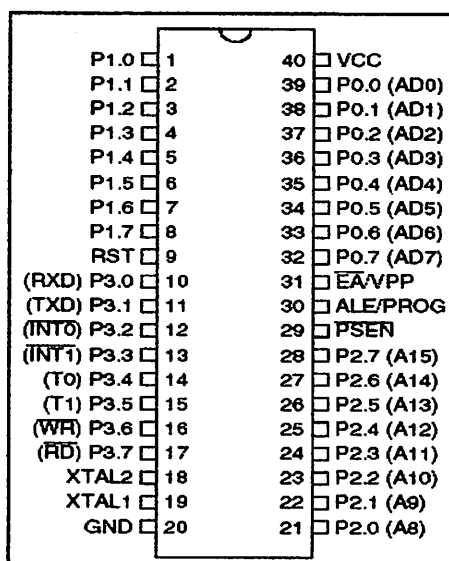 P1.0 1 40 VCC
P1.1 2 39 P0.0 (AD0)
P1.2 3 38 P0.1 (AD1)
P1.3 4 37 P0.2 (AD2)
P1.4 5 36 P0.3 (AD3)
P1.5 6 35 P0.4 (AD4)
P1.6 7 34 P0.5 (AD5)
P1.7 8 33 P0.6 (AD6)
RST 9 32 P0.7 (AD7)
(RXD) P3.0 10 31 E̅A̅/VPP
(TXD) P3.1 11 30 ALE/PROG
(I̅N̅T̅0̅) P3.2 12 29 P̅S̅E̅N̅
(I̅N̅T̅1̅) P3.3 13 28 P2.7 (A15)
(T0) P3.4 14 27 P2.6 (A14)
(T1) P3.5 15 26 P2.5 (A13)
(W̅R̅) P3.6 16 25 P2.4 (A12)
(R̅D̅) P3.7 17 24 P2.3 (A11)
XTAL2 18 23 P2.2 (A10)
XTAL1 19 22 P2.1 (A9)
GND 20 21 P2.0 (A8)